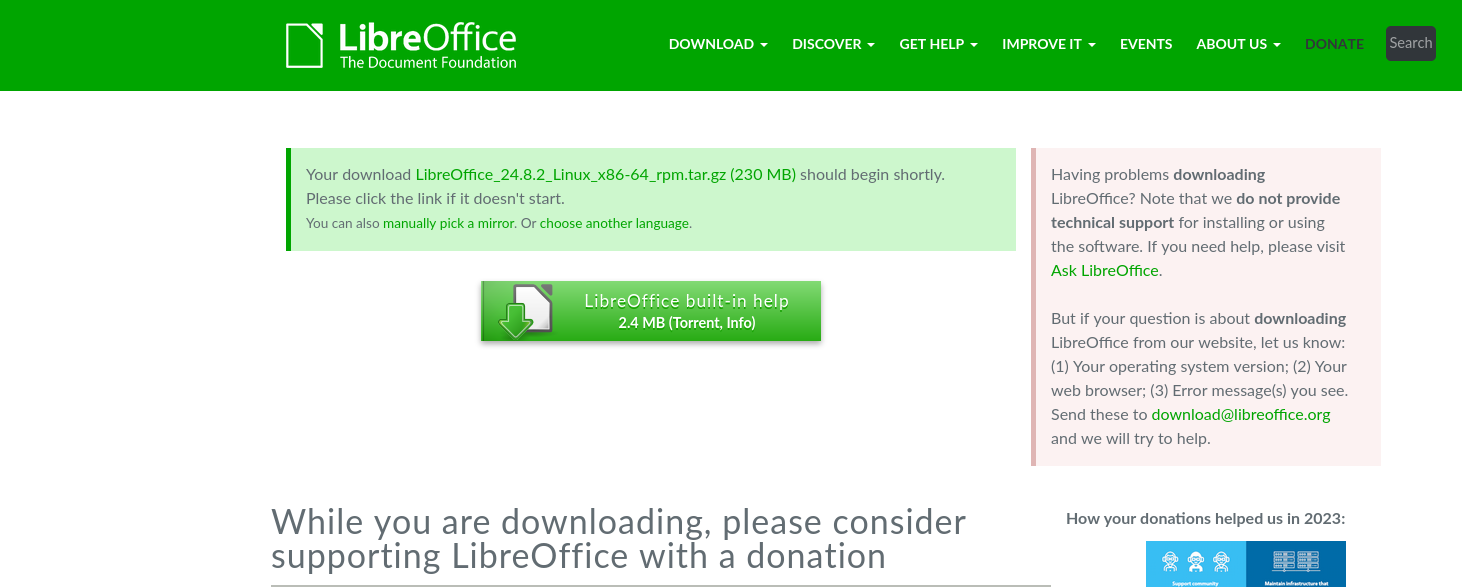 LibreOffice
The Document Foundation
DOWNLOAD DISCOVER GET HELP IMPROVE IT EVENTS ABOUT US DONATE Search
Your download LibreOffice_24.8.2_Linux_x86-64_rpm.tar.gz (230 MB) should begin shortly.
Please click the link if it doesn't start.
You can also manually pick a mirror. Or choose another language.
LibreOffice built-in help
2.4 MB (Torrent, Info)
Having problems downloading
LibreOffice? Note that we do not provide
technical support for installing or using
the software. If you need help, please visit
Ask LibreOffice.
But if your question is about downloading
LibreOffice from our website, let us know:
(1) Your operating system version; (2) Your
web browser; (3) Error message(s) you see.
Send these to download@libreoffice.org
and we will try to help.
While you are downloading, please consider
supporting LibreOffice with a donation
How your donations helped us in 2023:
Support community
Maintain infrastructure that